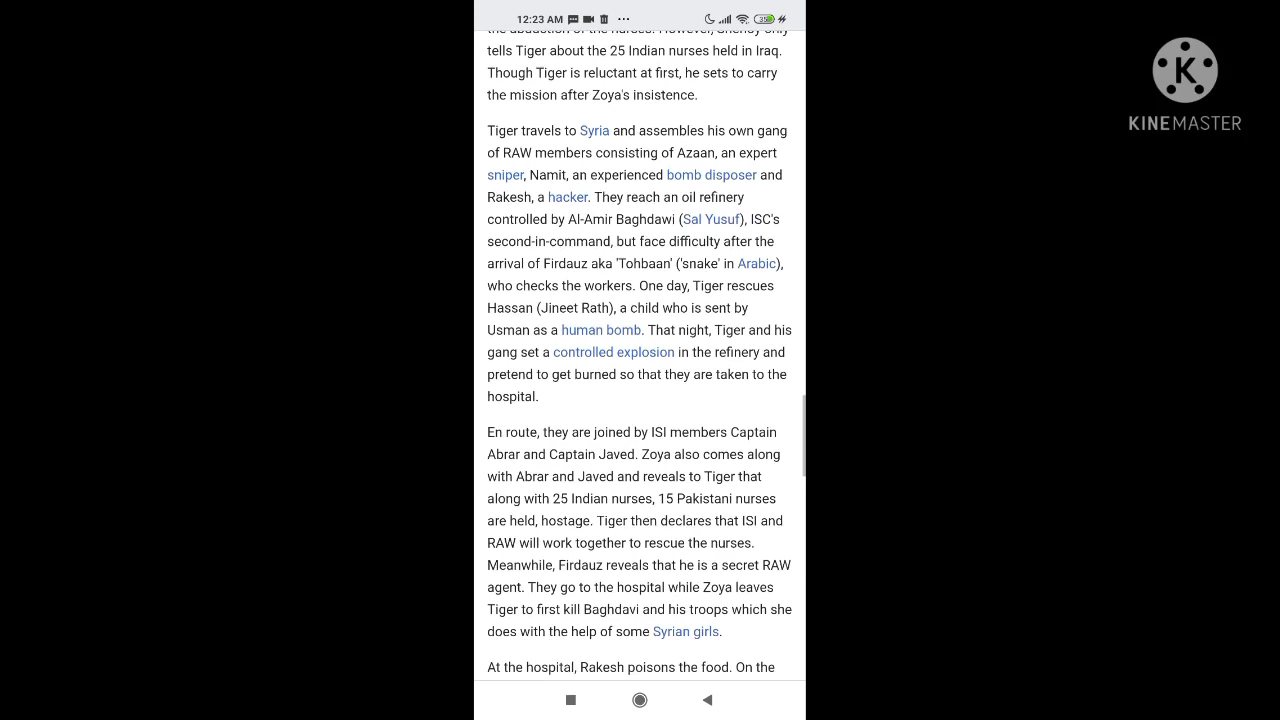 12:23 AM
the abduction of the nurses. However, Shenoy only
tells Tiger about the 25 Indian nurses held in Iraq.
Though Tiger is reluctant at first, he sets to carry
the mission after Zoya's insistence.
Tiger travels to Syria and assembles his own gang
of RAW members consisting of Azaan, an expert
sniper, Namit, an experienced bomb disposer and
Rakesh, a hacker. They reach an oil refinery
controlled by Al-Amir Baghdawi (Sal Yusuf), ISC's
second-in-command, but face difficulty after the
arrival of Firdauz aka 'Tohbaan' ('snake' in Arabic),
who checks the workers. One day, Tiger rescues
Hassan (Jineet Rath), a child who is sent by
Usman as a human bomb. That night, Tiger and his
gang set a controlled explosion in the refinery and
pretend to get burned so that they are taken to the
hospital.
En route, they are joined by ISI members Captain
Abrar and Captain Javed. Zoya also comes along
with Abrar and Javed and reveals to Tiger that
along with 25 Indian nurses, 15 Pakistani nurses
are held, hostage. Tiger then declares that ISI and
RAW will work together to rescue the nurses.
Meanwhile, Firdauz reveals that he is a secret RAW
agent. They go to the hospital while Zoya leaves
Tiger to first kill Baghdavi and his troops which she
does with the help of some Syrian girls.
At the hospital, Rakesh poisons the food. On the
K
KINEMASTER